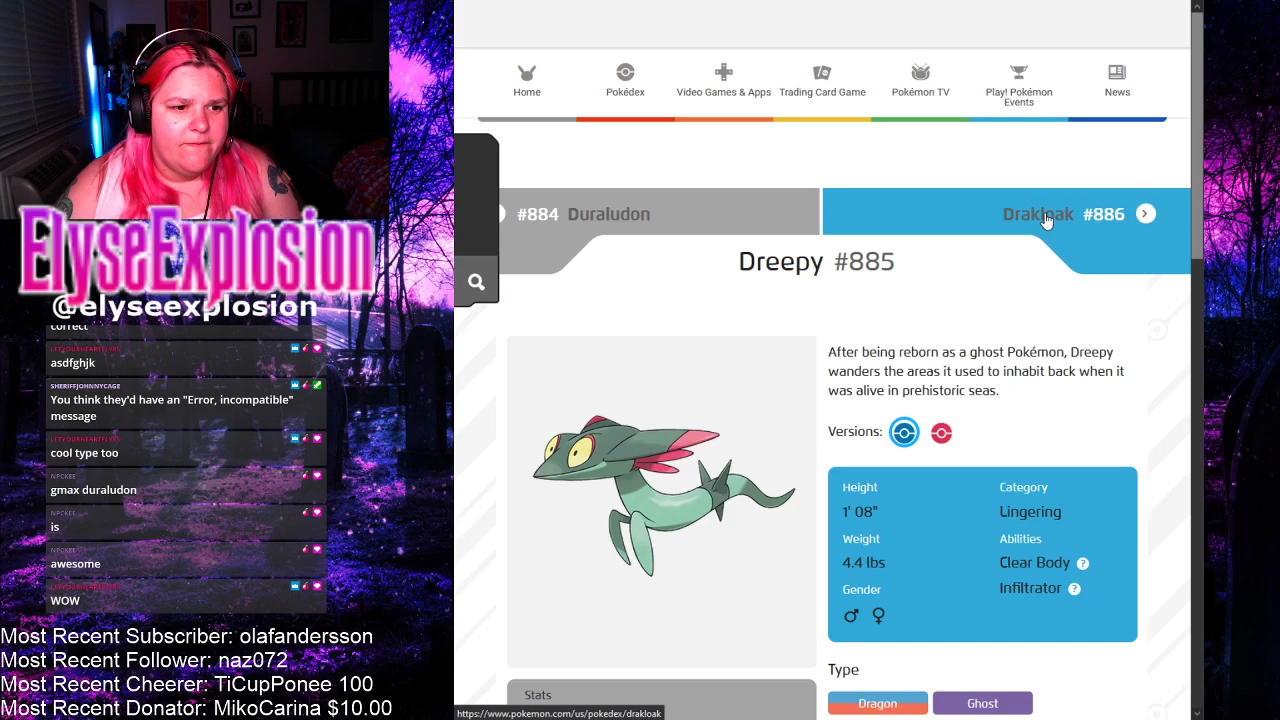 Home
Pokédex
Video Games & Apps
Trading Card Game
Pokémon TV
Play! Pokémon
Events
News
#884 Duraludon
Drakloak #886
Dreepy #885
After being reborn as a ghost Pokémon, Dreepy
wanders the areas it used to inhabit back when it
was alive in prehistoric seas.
Versions:
Height
1' 08"
Weight
4.4 lbs
Gender
Category
Lingering
Abilities
Clear Body ?
Infiltrator ?
Type
Dragon
Ghost
Stats
https://www.pokemon.com/us/pokedex/drakloak
ElyseExplosion
@elyseexplosion
correct
LETYOURHEARTFLYRS
asdfghjk
SHERIFFJOHNNYCAGE
You think they'd have an "Error, incompatible"
message
cool type too
NPCKEE
gmax duraludon
NPCKEE
is
NPCKEE
awesome
WOW
Most Recent Subscriber: olafandersson
Most Recent Follower: naz072
Most Recent Cheerer: TiCupPonee 100
Most Recent Donator: MikoCarina $10.00